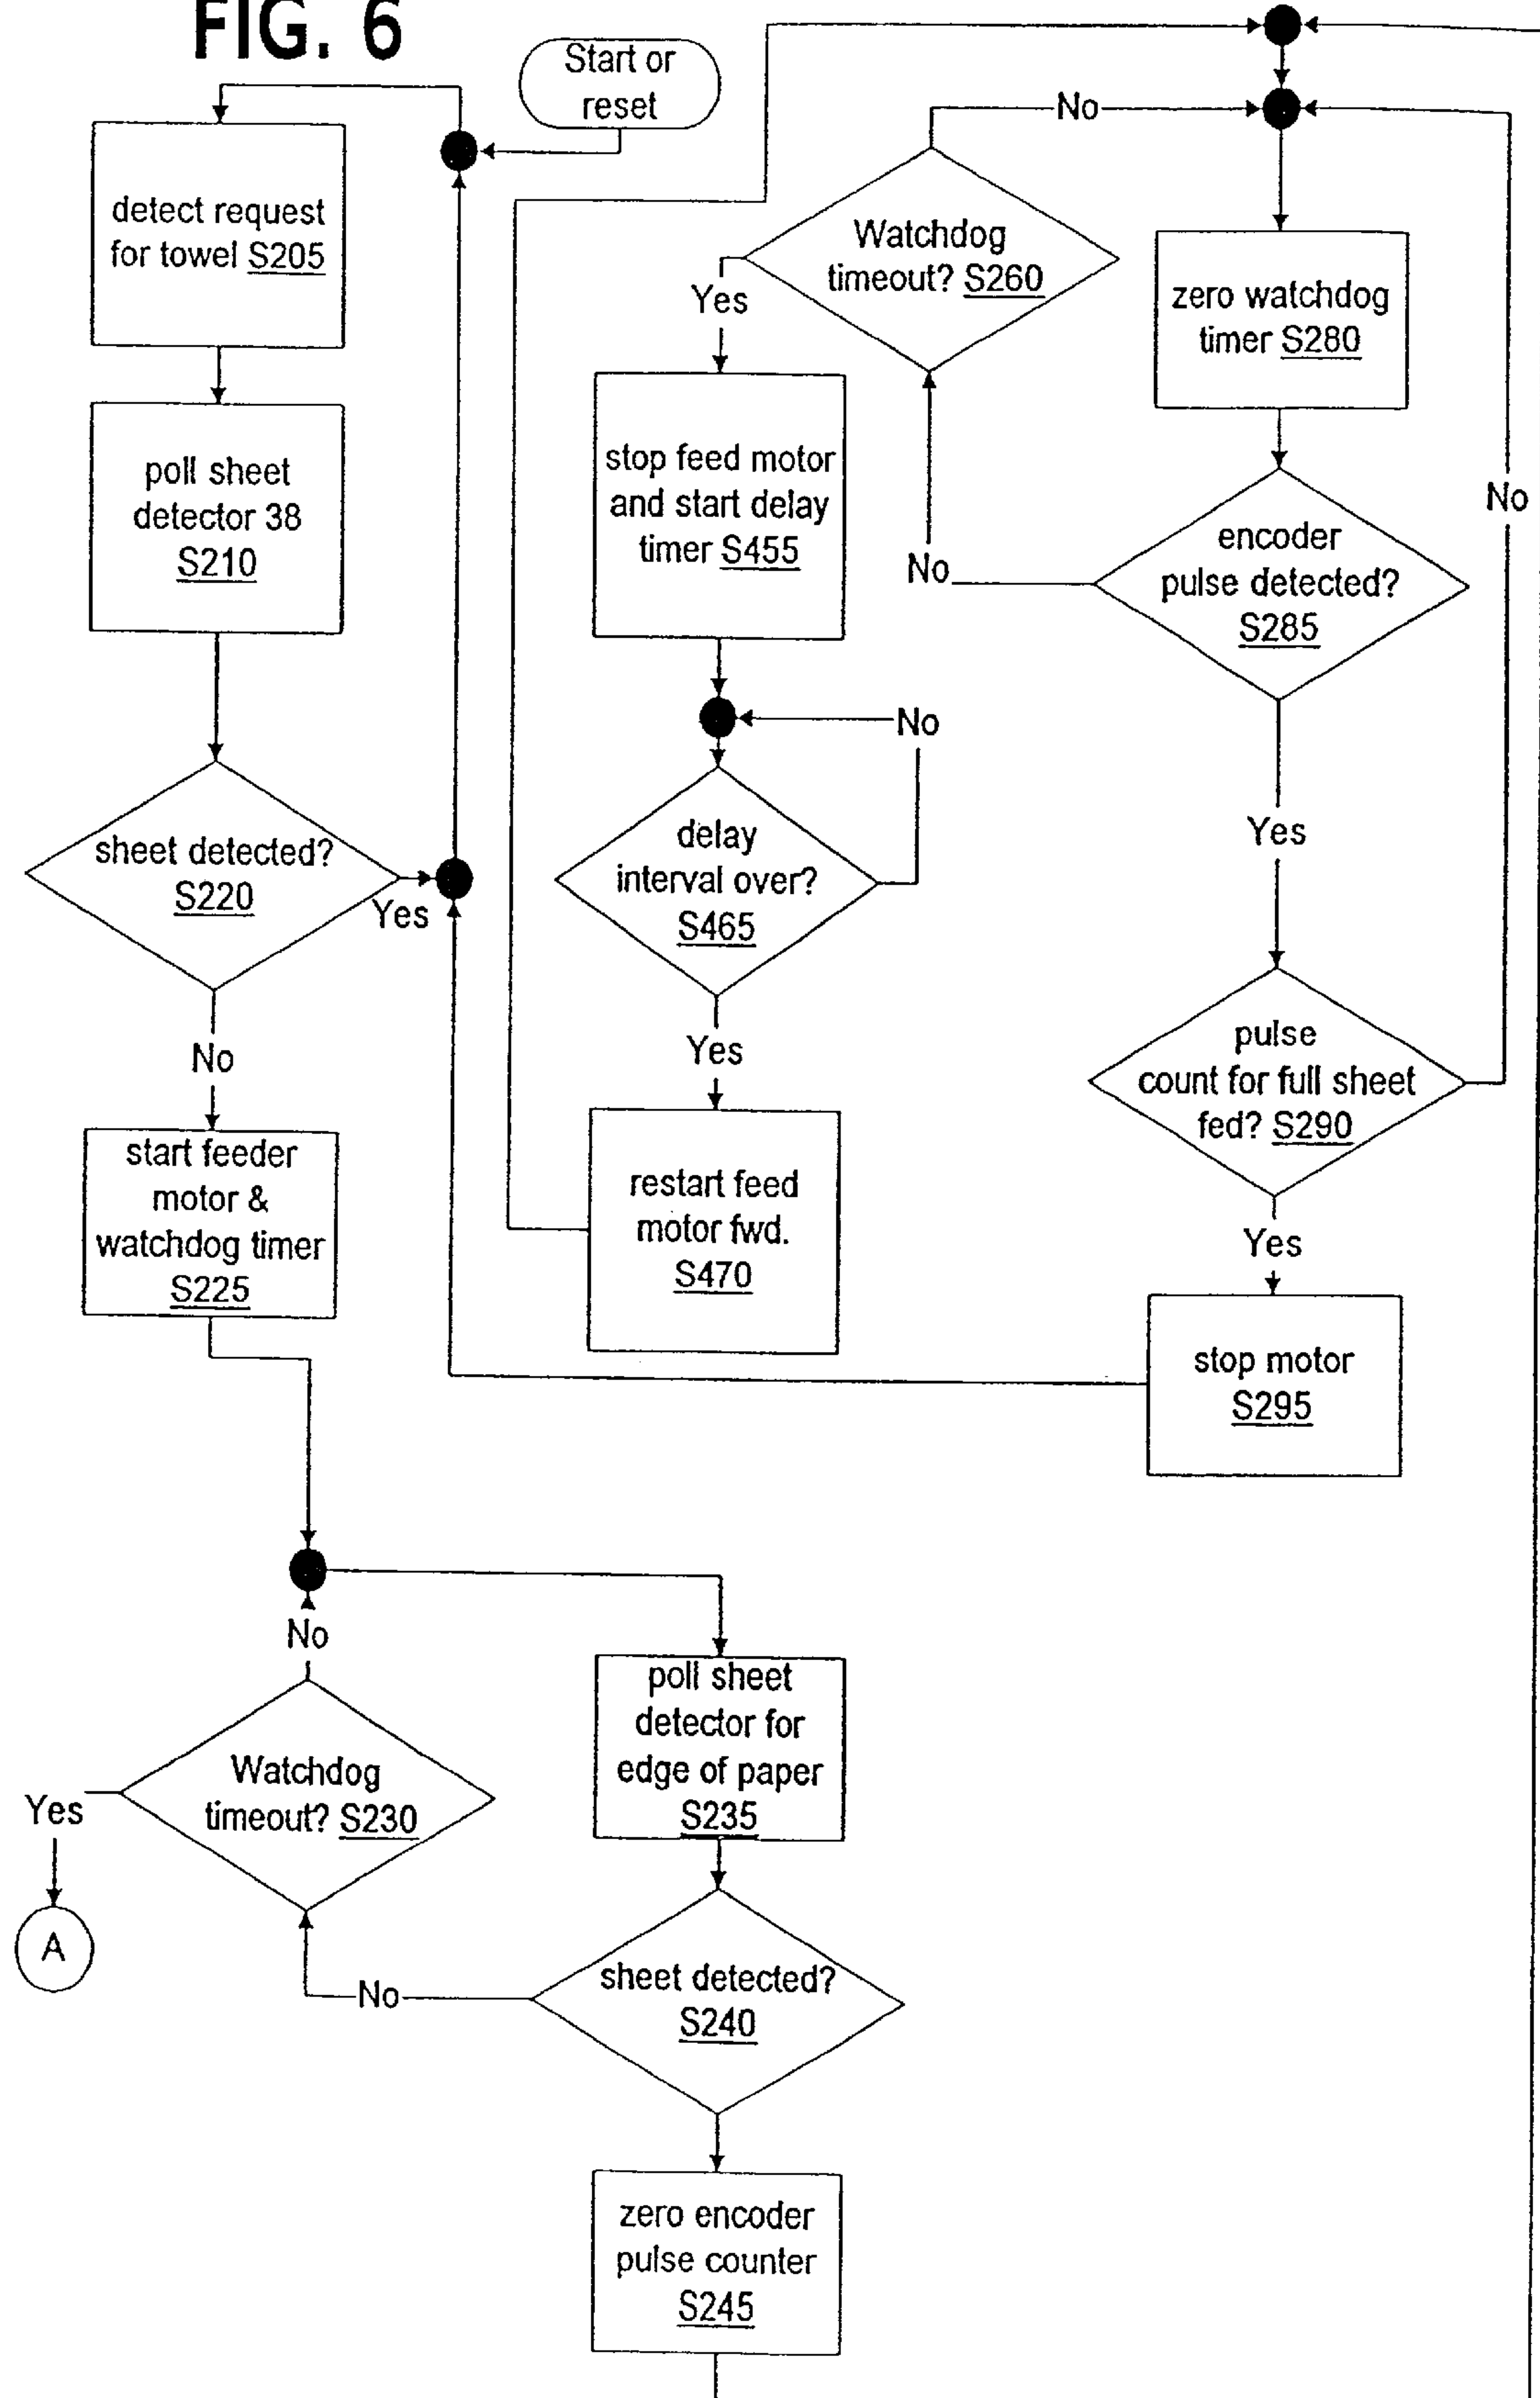 FIG. 6
Start or
reset
detect request
for towel S205
poll sheet
detector 38
S210
sheet detected?
S220
Yes
No
start feeder
motor &
watchdog timer
S225
No
Watchdog
timeout? S230
Yes
A
poll sheet
detector for
edge of paper
S235
sheet detected?
S240
No
zero encoder
pulse counter
S245
No
Watchdog
timeout? S260
Yes
stop feed motor
and start delay
timer S455
No
delay
interval over?
S465
Yes
restart feed
motor fwd.
S470
zero watchdog
timer S280
encoder
pulse detected?
S285
No
Yes
No
pulse
count for full sheet
fed? S290
Yes
stop motor
S295